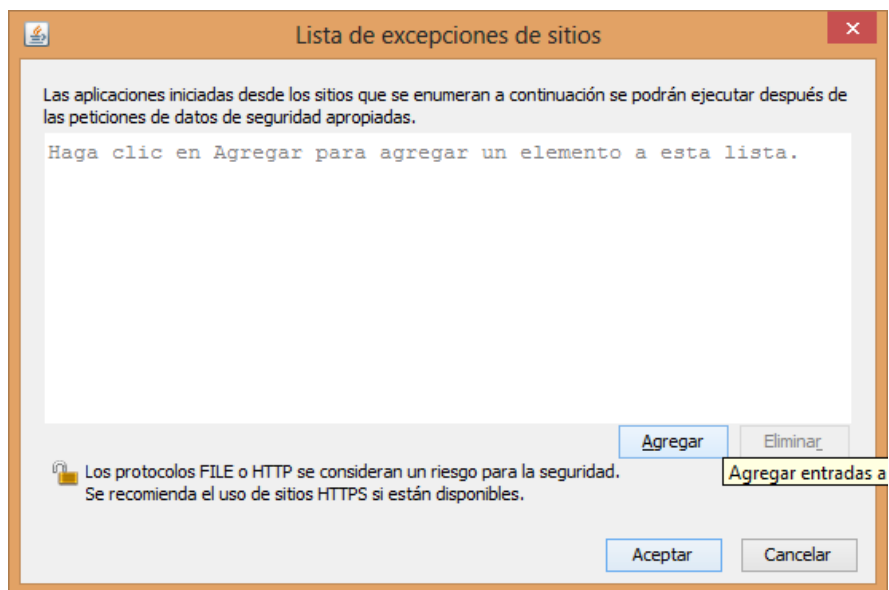 Lista de excepciones de sitios
Las aplicaciones iniciadas desde los sitios que se enumeran a continuación se podrán ejecutar después de
las peticiones de datos de seguridad apropiadas.
Haga clic en Agregar para agregar un elemento a esta lista.
Agregar Eliminar
Los protocolos FILE o HTTP se consideran un riesgo para la seguridad.
Agregar entradas a
Se recomienda el uso de sitios HTTPS si están disponibles.
Aceptar Cancelar